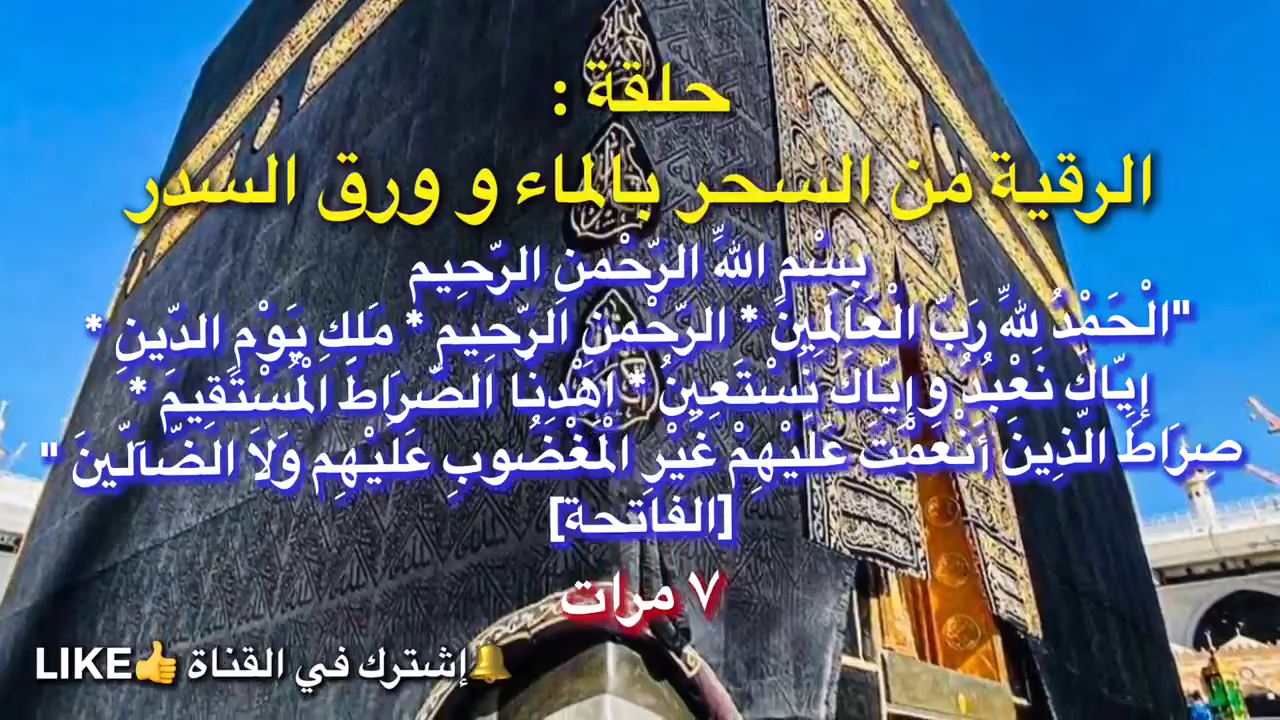 حلقة :
الرقية من السحر بالماء و ورق السدر
بِسْمِ اللهِّ الرّحْمنِ الرّحِيم
"الْحَمْدُ للهِّ رَبّ الْعَالَمِينَ * الرّحْمنِ الرّحِيمِ * مَلِكِ يَوْمِ الدّينِ *
إِيّاكَ نَعْبُدُ وَإِيّاكَ نَسْتَعِينُ * اهْدِنَا الصّرَاطَ الْمُسْتَقِيمَ *
صِرَاطَ الّذِينَ أَنْعَمْتَ عَلَيْهِمْ غَيْرِ الْمَغْضُوبِ عَلَيْهِم وَلاَ الضّآلّينَ "
[الفاتحة]
٧ مرات
LIKE👍 إشترك في القناة🔔